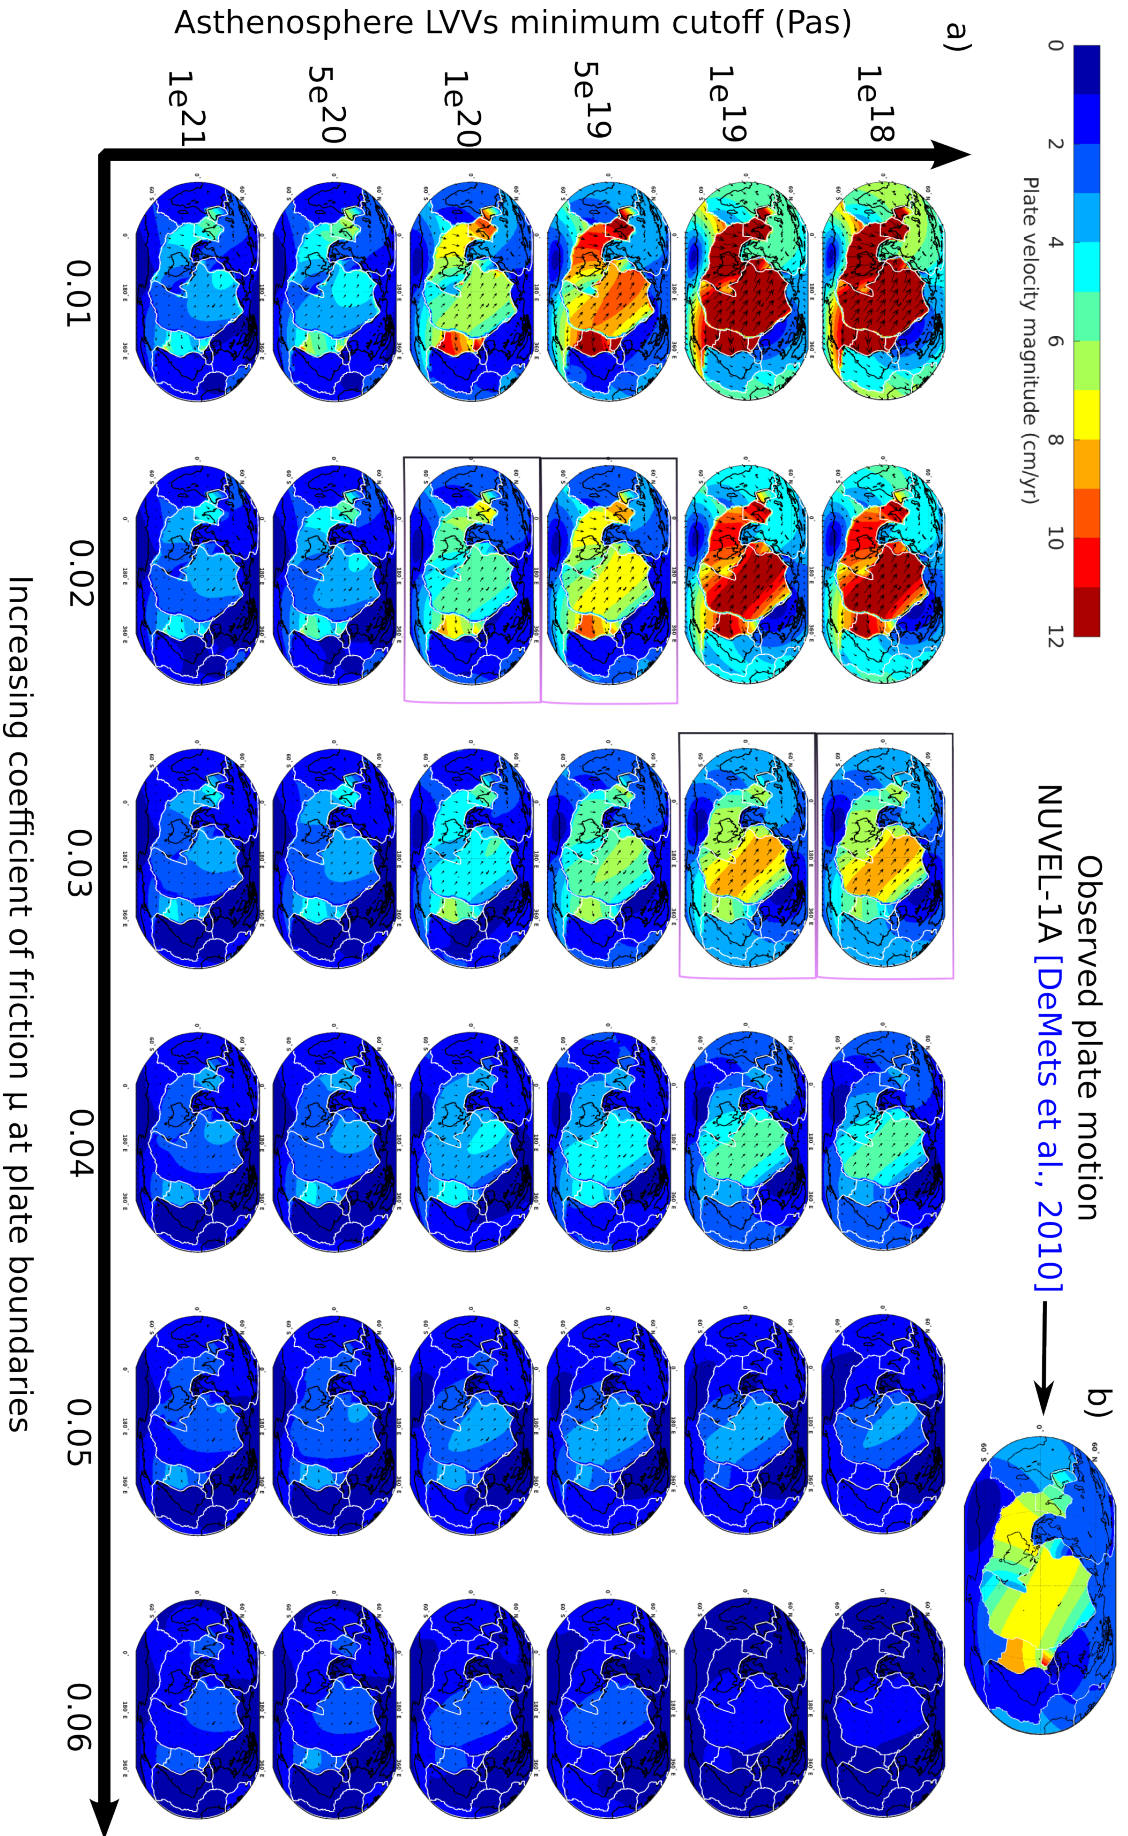 0 2 4 6 8 10 12
Plate velocity magnitude (cm/yr)
Observed plate motion
NUVEL-1A [DeMets et al., 2010]
b)
a)
Asthenosphere LVVs minimum cutoff (Pas)
1e18
1e19
5e19
1e20
5e20
1e21
0.01 0.02 0.03 0.04 0.05 0.06
Increasing coefficient of friction μ at plate boundaries